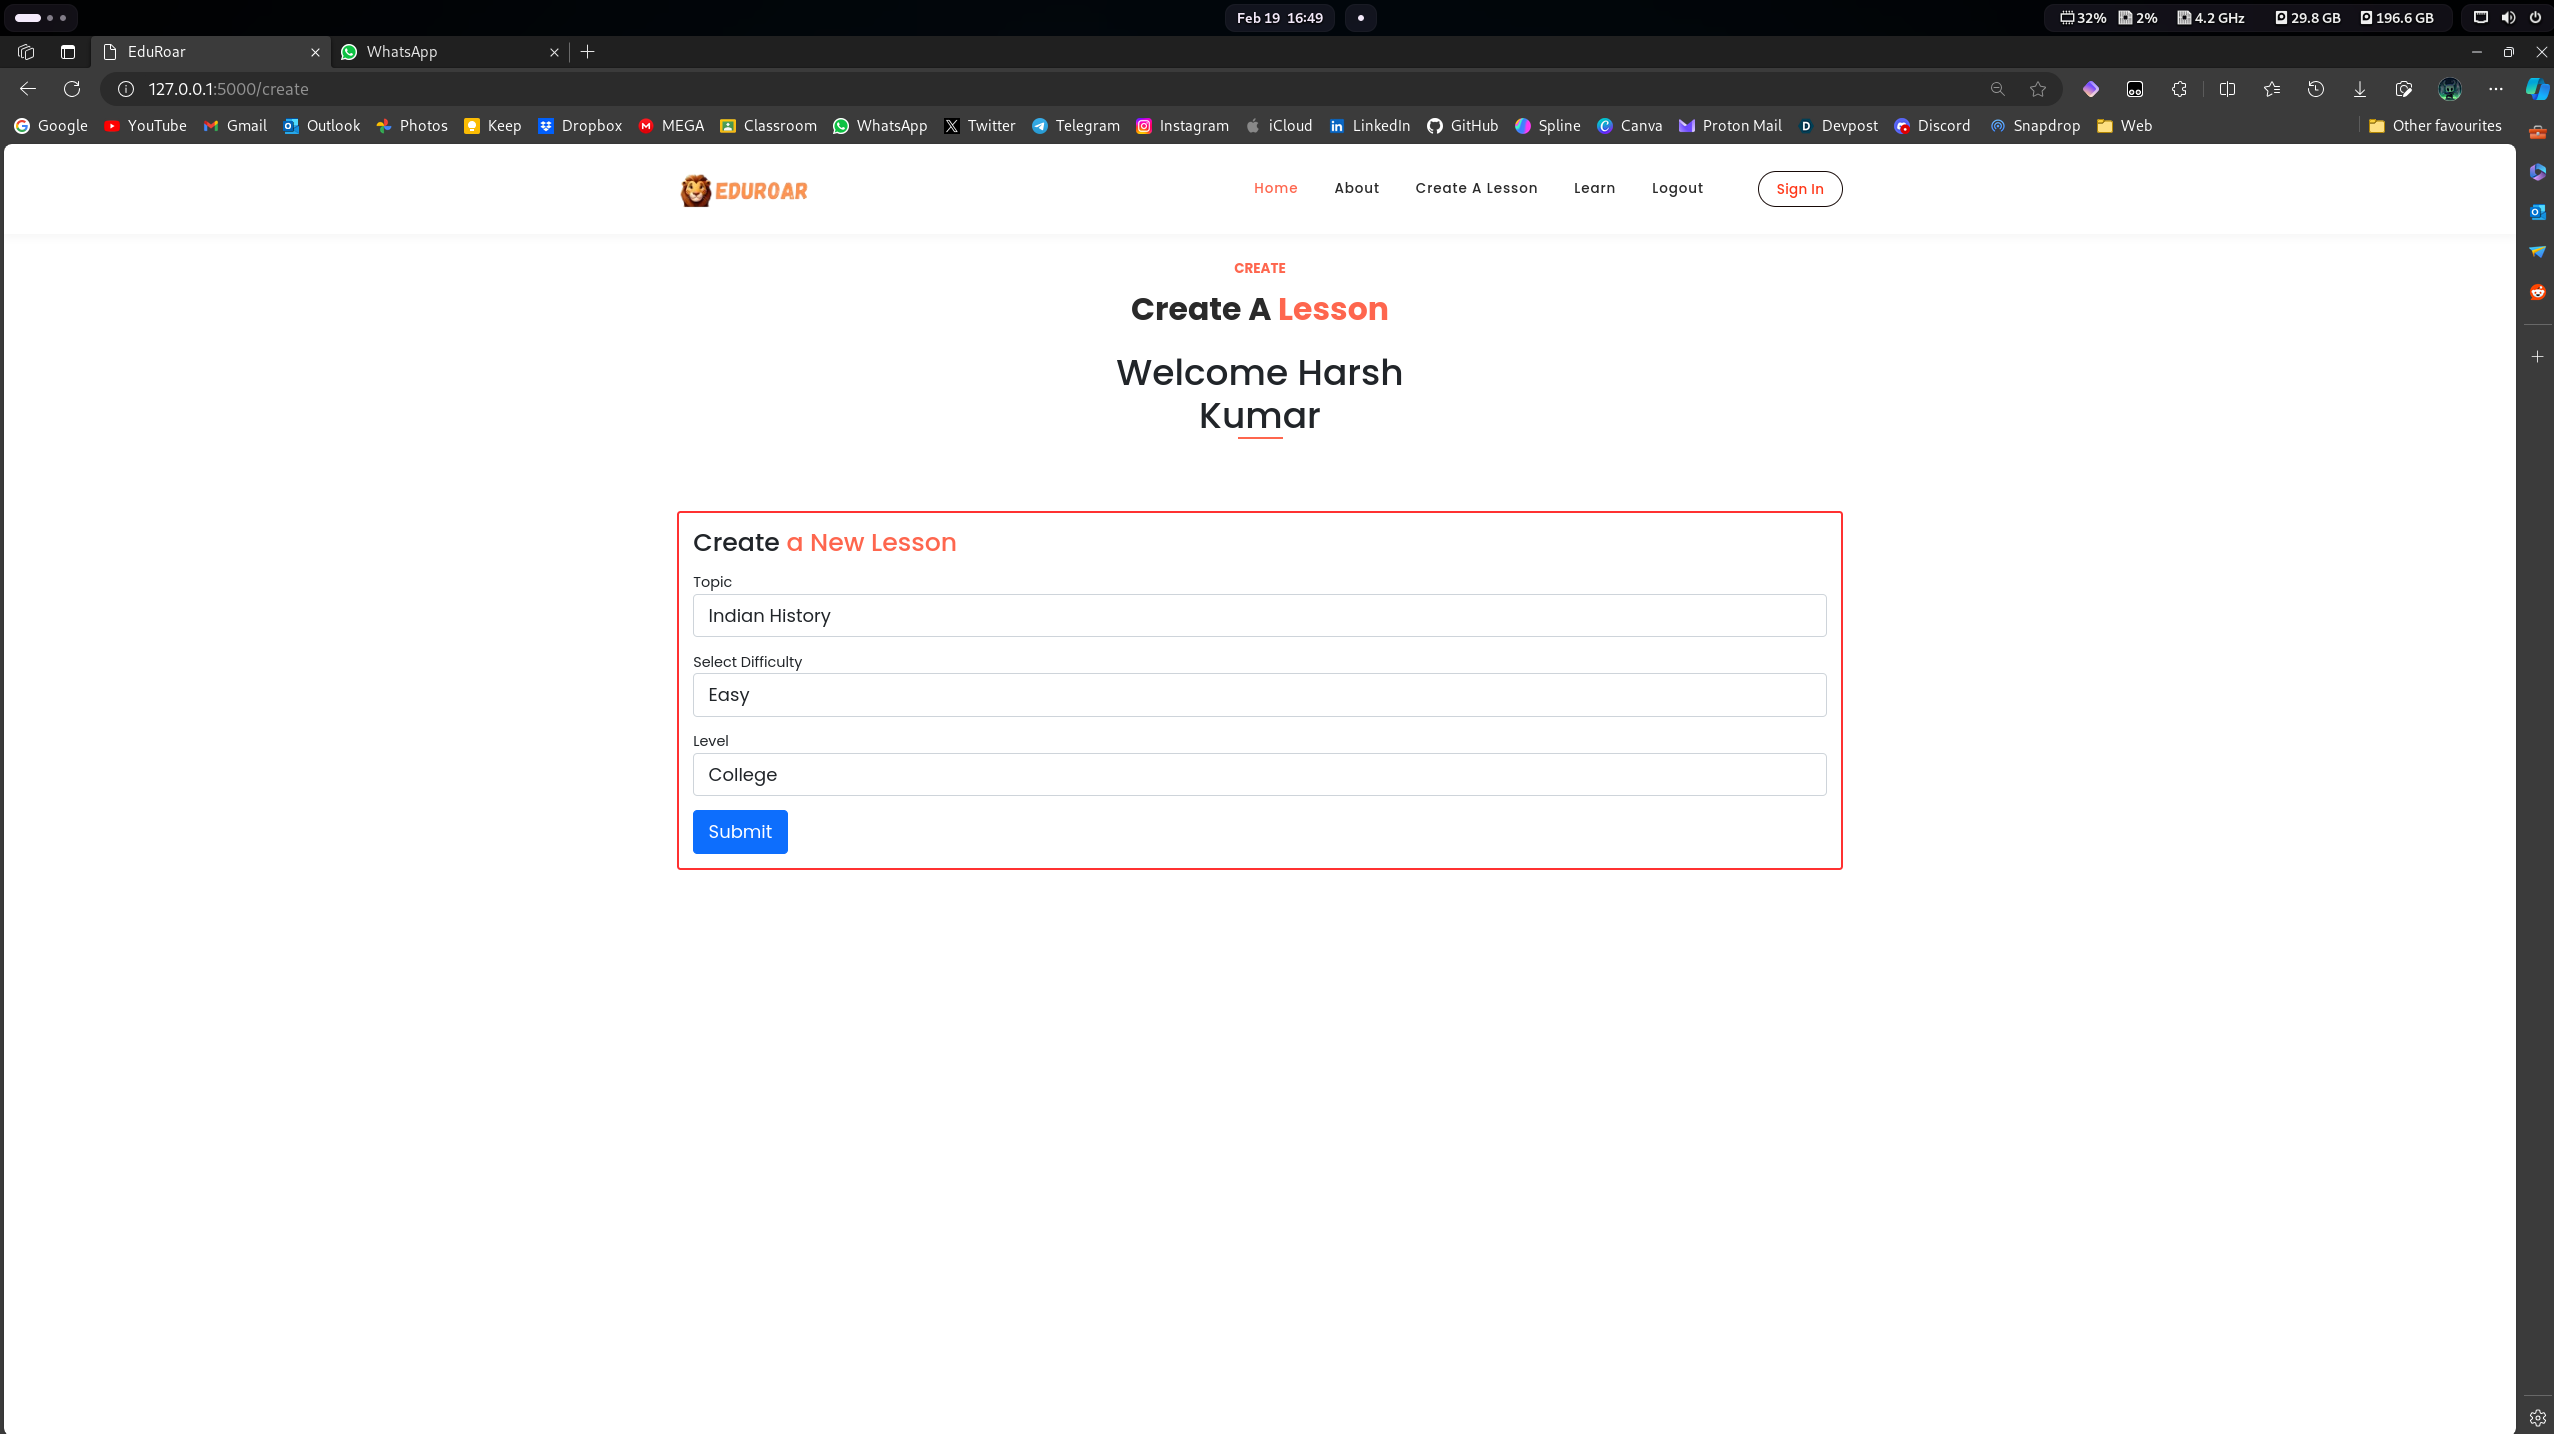 Feb 19 16:49
32% 2% 4.2 GHz 29.8 GB 196.6 GB
EduRoar WhatsApp
127.0.0.1:5000/create
Google YouTube Gmail Outlook Photos Keep Dropbox MEGA Classroom WhatsApp Twitter Telegram Instagram iCloud LinkedIn GitHub Spline Canva Proton Mail Devpost Discord Snapdrop Web Other favourites
EDUROAR Home About Create A Lesson Learn Logout Sign In
CREATE
Create A Lesson
Welcome Harsh
Kumar
Create a New Lesson
Topic
Indian History
Select Difficulty
Easy
Level
College
Submit